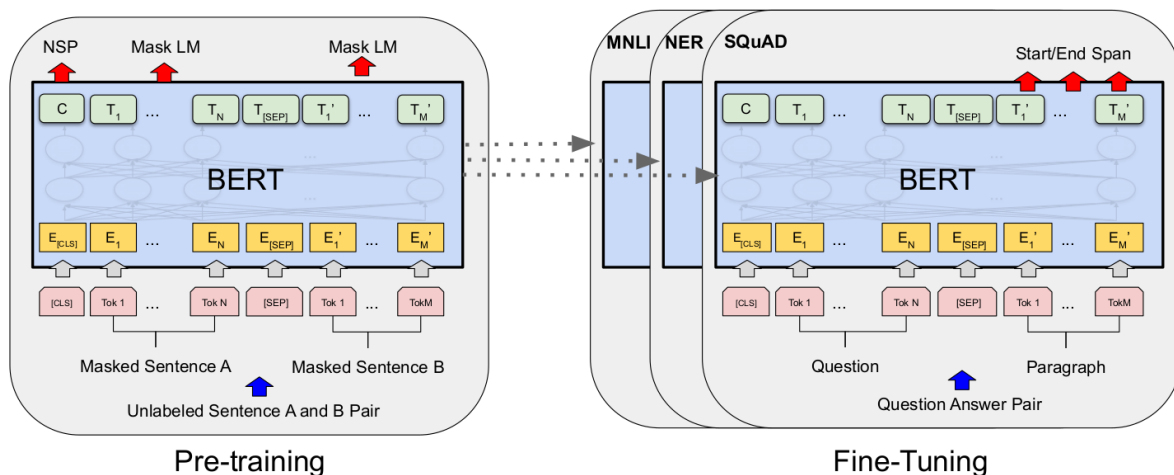 NSP Mask LM Mask LM
C T1 ... TN T[SEP] T1' ... TM'
...
BERT
...
E[CLS] E1 ... EN E[SEP] E1' ... EM'
[CLS] Tok 1 ... Tok N [SEP] Tok 1 ... TokM
Masked Sentence A Masked Sentence B
Unlabeled Sentence A and B Pair
Pre-training
MNLI NER SQuAD
Start/End Span
C T1 ... TN T[SEP] T1' ... TM'
...
BERT
...
E[CLS] E1 ... EN E[SEP] E1' ... EM'
[CLS] Tok 1 ... Tok N [SEP] Tok 1 ... TokM
Question Paragraph
Question Answer Pair
Fine-Tuning